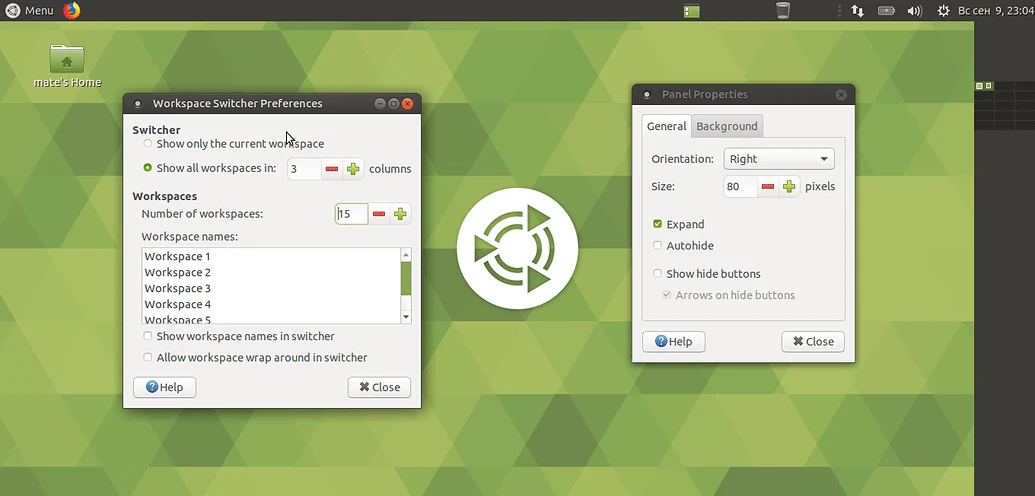 Menu
Вс сен 9, 23:04
mate's Home
Workspace Switcher Preferences
Switcher
Show only the current workspace
Show all workspaces in: 3 columns
Workspaces
Number of workspaces: 15
Workspace names:
Workspace 1
Workspace 2
Workspace 3
Workspace 4
Workspace 5
Show workspace names in switcher
Allow workspace wrap around in switcher
Help
Close
Panel Properties
General
Background
Orientation: Right
Size: 80 pixels
Expand
Autohide
Show hide buttons
Arrows on hide buttons
Help
Close